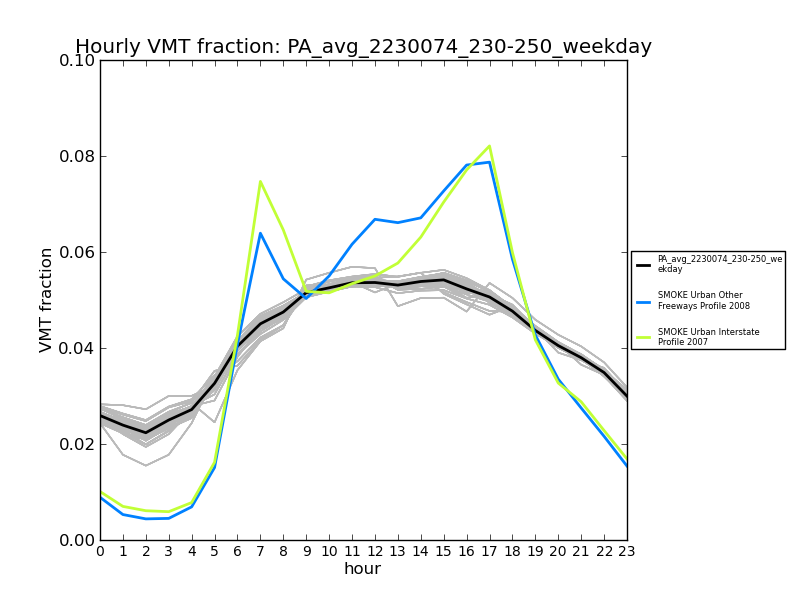 Hourly VMT fraction: PA_avg_2230074_230-250_weekday
0.10
0.08
0.06
0.04
0.02
0.00
VMT fraction
0 1 2 3 4 5 6 7 8 9 10 11 12 13 14 15 16 17 18 19 20 21 22 23
hour
PA_avg_2230074_230-250_we
ekday
SMOKE Urban Other
Freeways Profile 2008
SMOKE Urban Interstate
Profile 2007